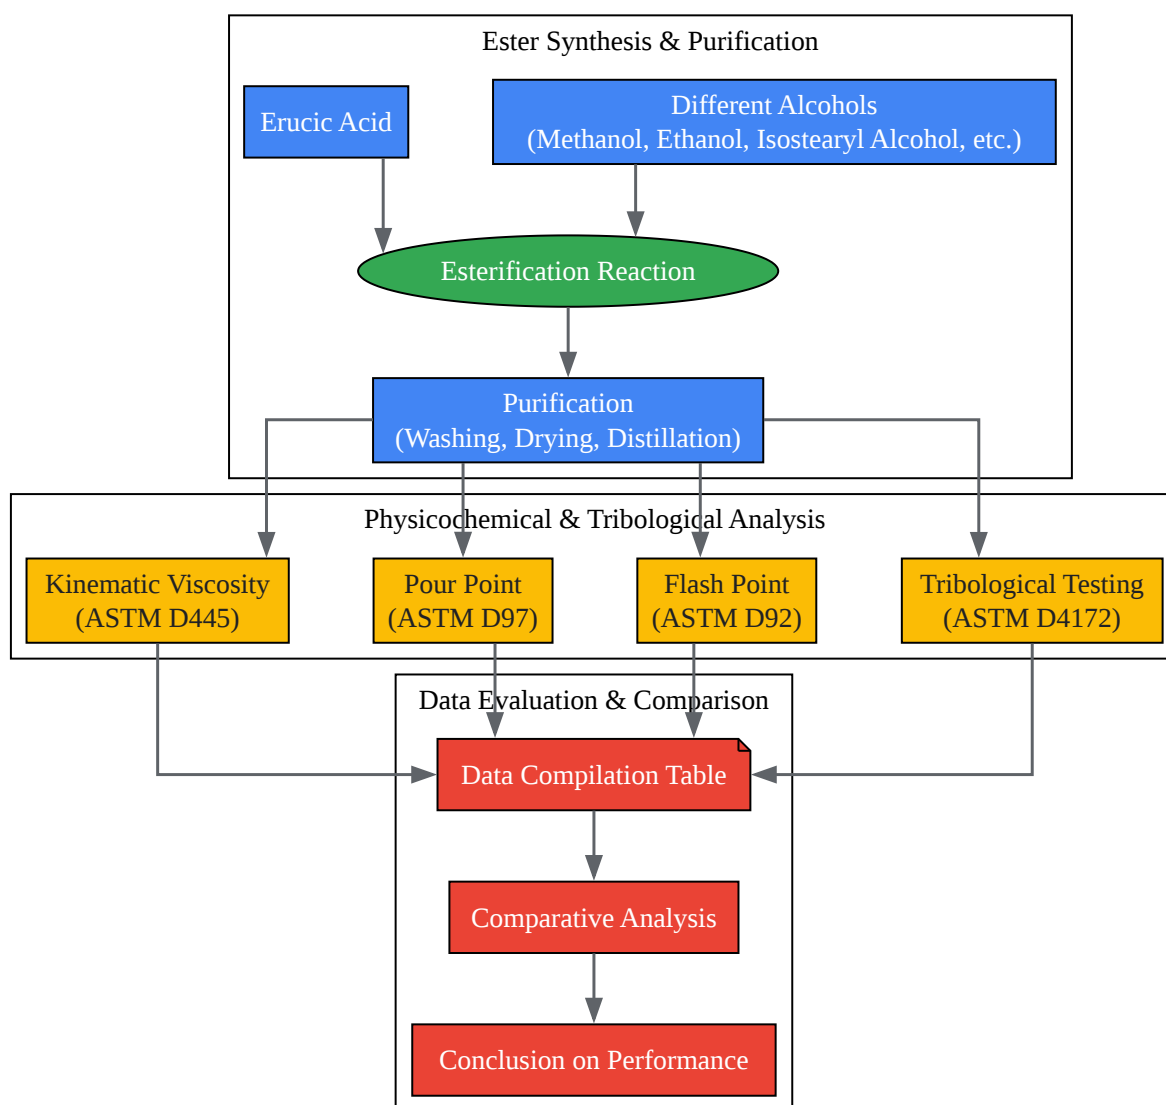 Ester Synthesis & Purification
Erucic Acid
Different Alcohols
(Methanol, Ethanol, Isostearyl Alcohol, etc.)
Esterification Reaction
Purification
(Washing, Drying, Distillation)
Physicochemical & Tribological Analysis
Kinematic Viscosity
(ASTM D445)
Pour Point
(ASTM D97)
Flash Point
(ASTM D92)
Tribological Testing
(ASTM D4172)
Data Evaluation & Comparison
Data Compilation Table
Comparative Analysis
Conclusion on Performance